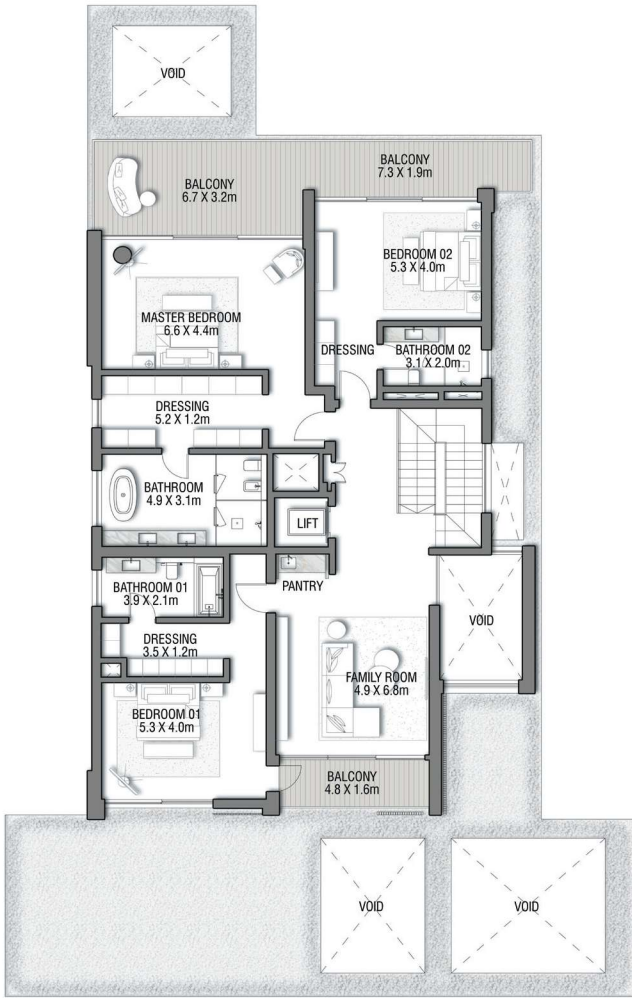 VOID
BALCONY
7.3 X 1.9m
BALCONY
6.7 X 3.2m
BEDROOM 02
5.3 X 4.0m
MASTER BEDROOM
6.6 X 4.4m
DRESSING
BATHROOM 02
3.1 X 2.0m
DRESSING
5.2 X 1.2m
BATHROOM
4.9 X 3.1m
LIFT
BATHROOM 01
3.9 X 2.1m
PANTRY
VOID
DRESSING
3.5 X 1.2m
FAMILY ROOM
4.9 X 6.8m
BEDROOM 01
5.3 X 4.0m
BALCONY
4.8 X 1.6m
VOID
VOID